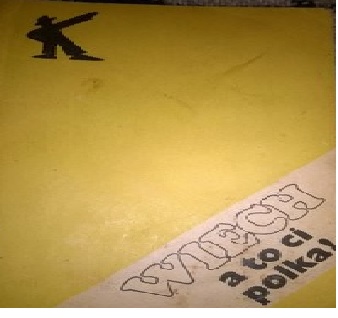 K
WIECH
a to ci
polka!